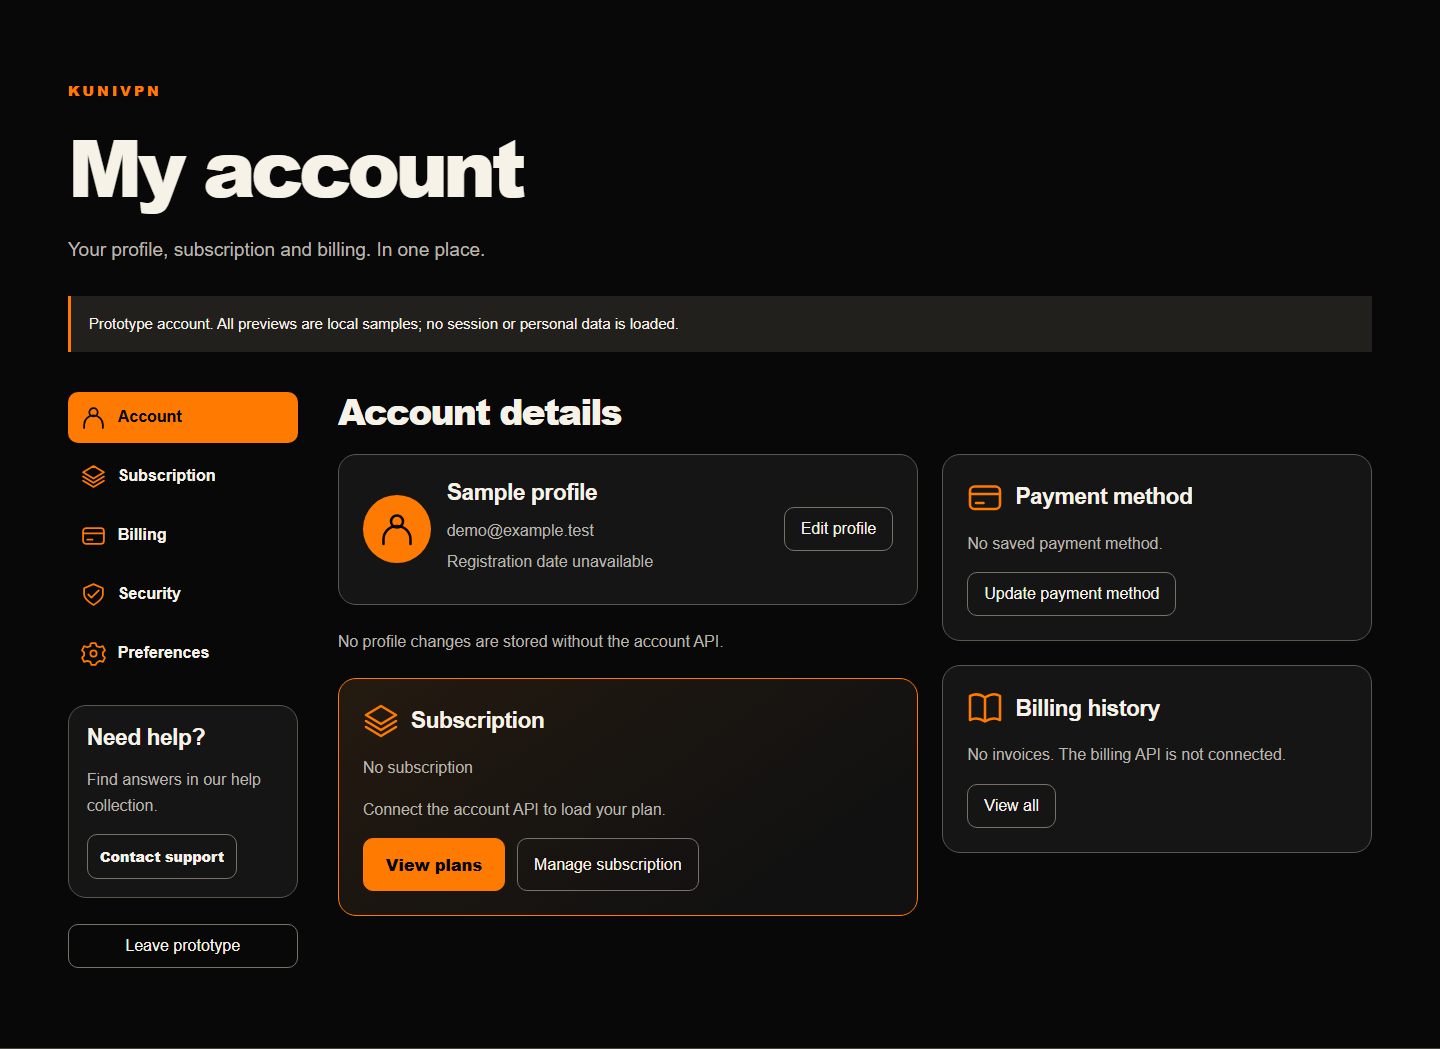 KUNIVPN
My account
Your profile, subscription and billing. In one place.
Prototype account. All previews are local samples; no session or personal data is loaded.
Account
Subscription
Billing
Security
Preferences
Need help?
Find answers in our help
collection.
Contact support
Leave prototype
Account details
Sample profile
demo@example.test
Registration date unavailable
Edit profile
No profile changes are stored without the account API.
Subscription
No subscription
Connect the account API to load your plan.
View plans
Manage subscription
Payment method
No saved payment method.
Update payment method
Billing history
No invoices. The billing API is not connected.
View all